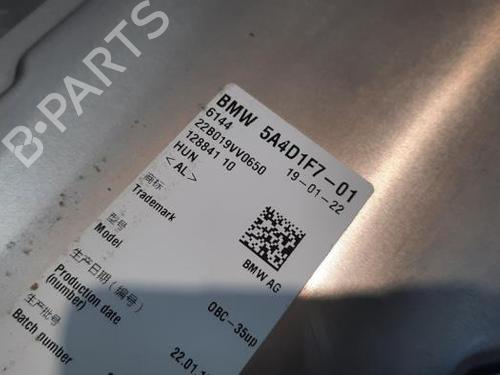 B-PARTS
BMW 5A4D1F7-01
6144 19-01-22
22B019VV0650
128841 10
HUN
<AL>
商标
Trademark
BMW AG
型号
Model
OBC-35up
生产日期(编号)
Production date
(number)
22.01.1
生产批号
Batch number